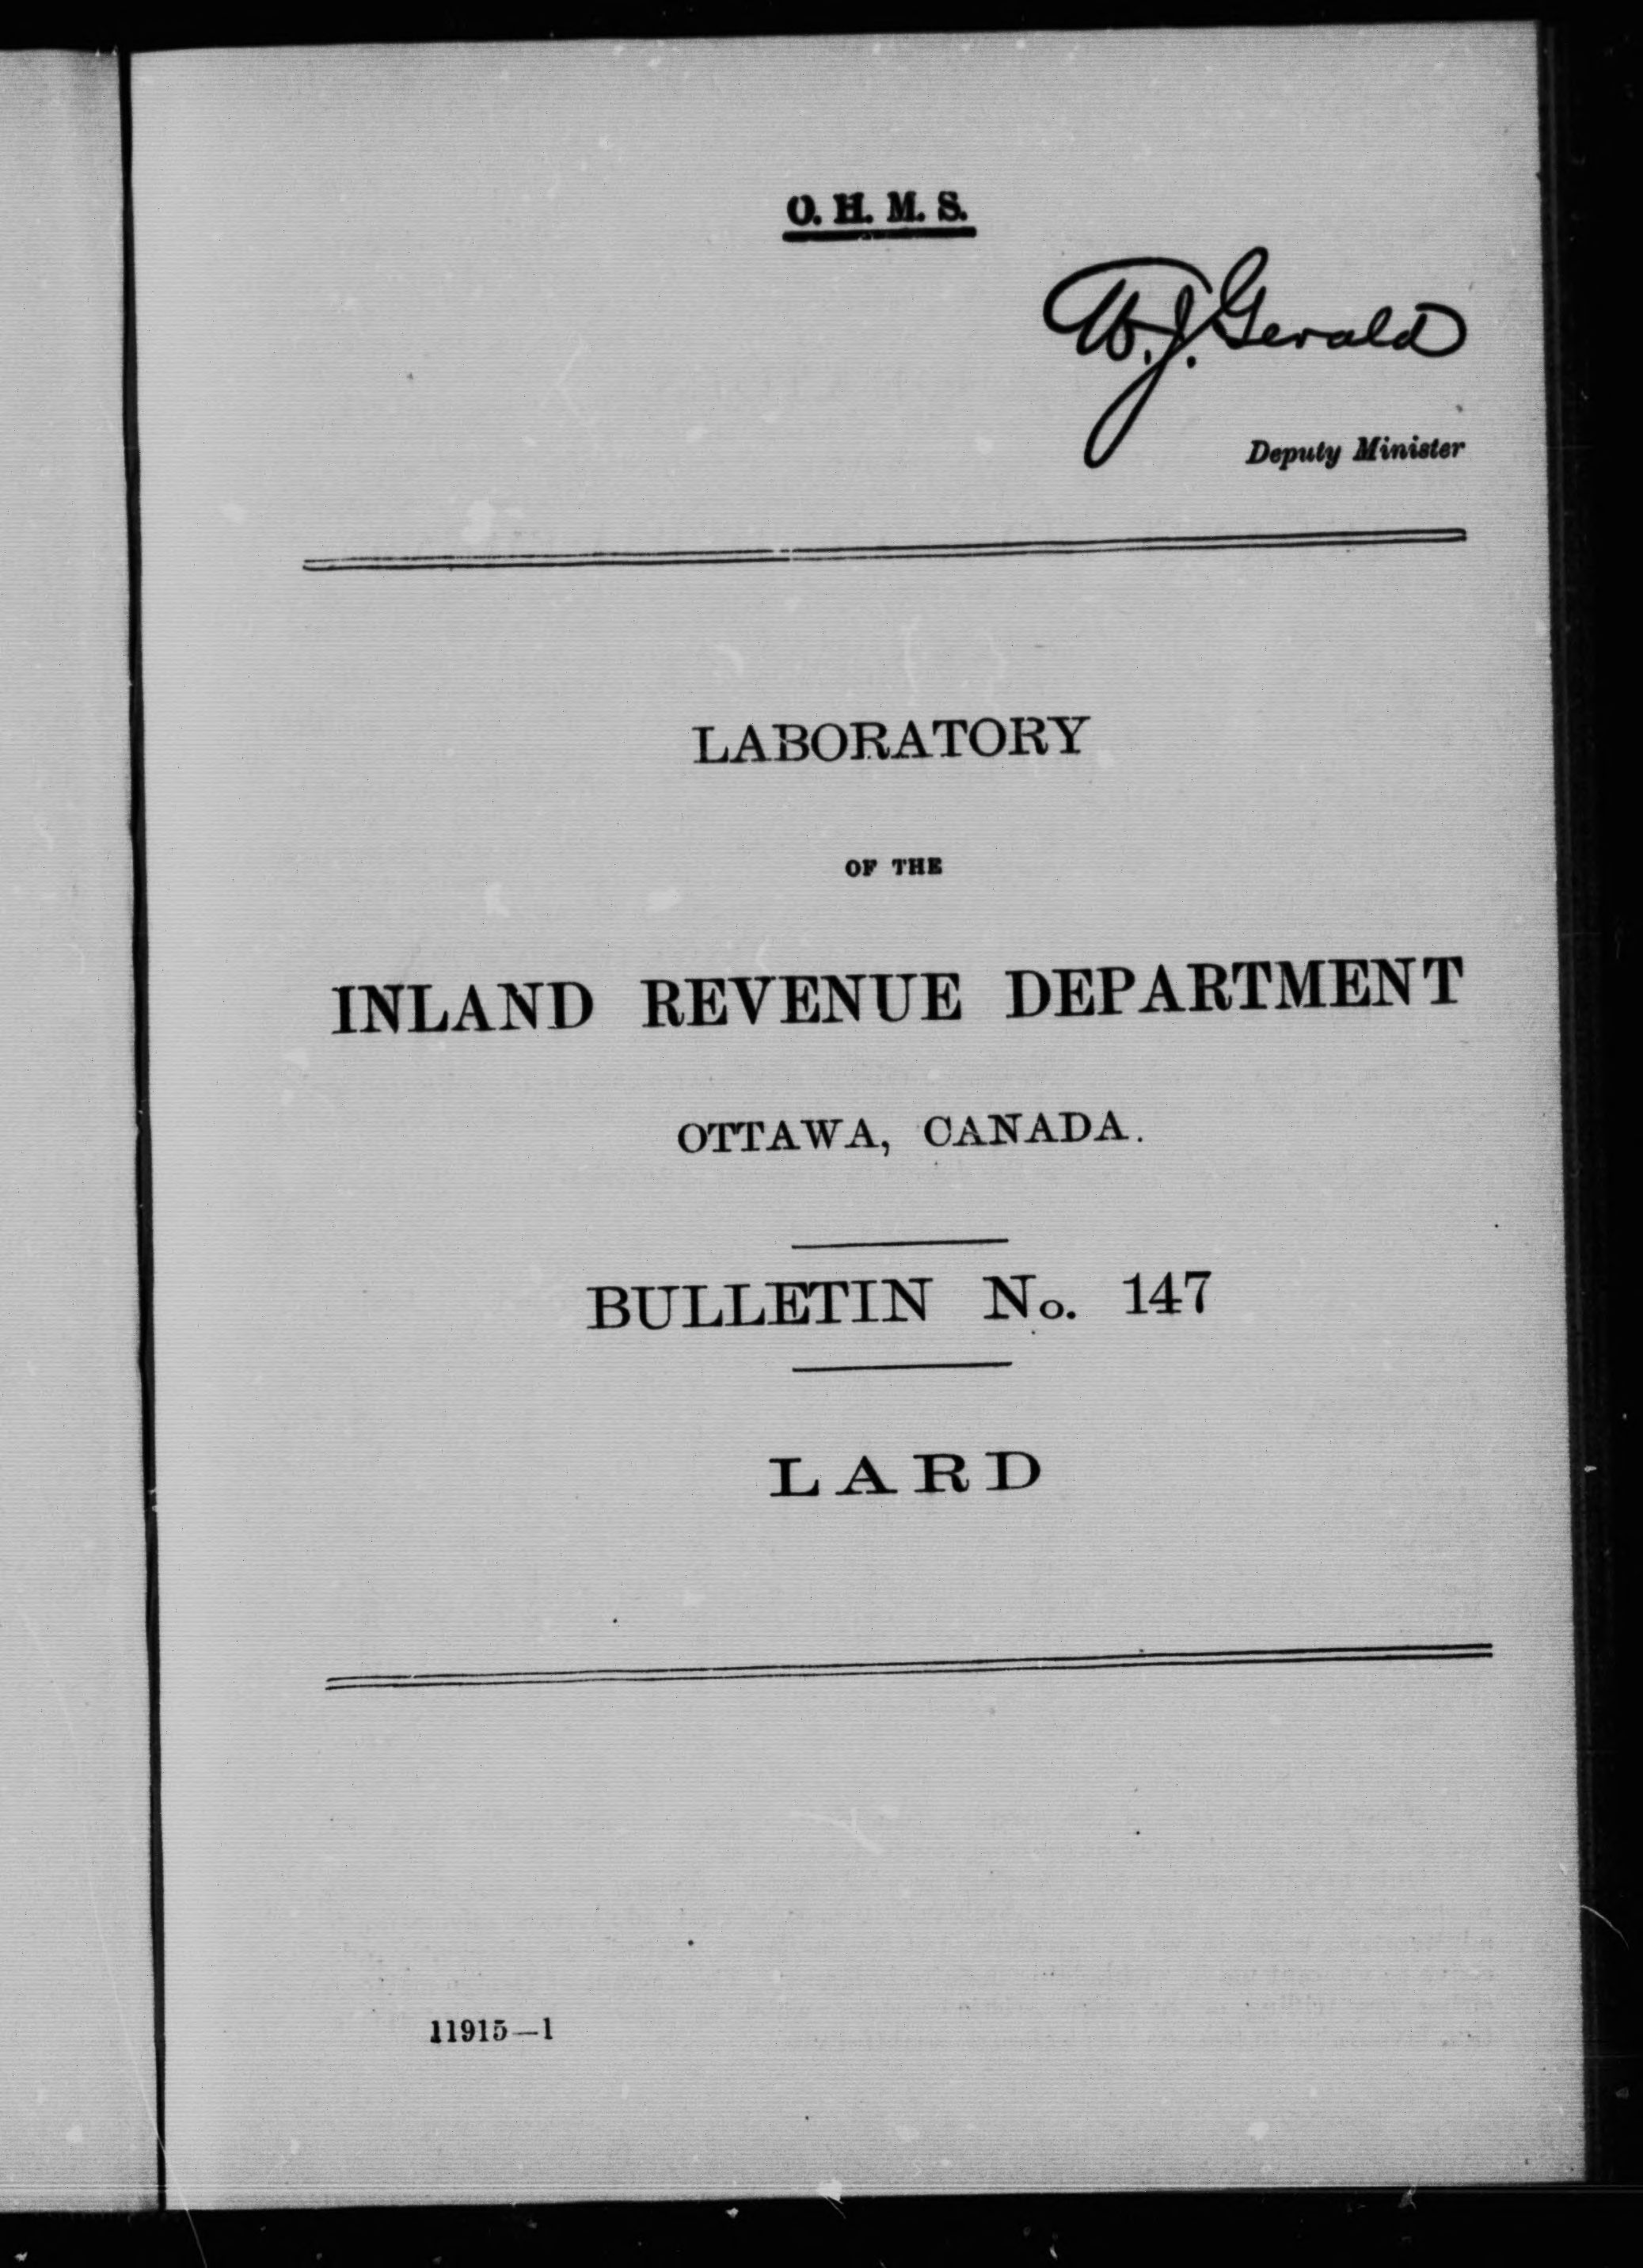 O. H. M. S.
W. J. Gerald
Deputy Minister
LABORATORY
OF THE
INLAND REVENUE DEPARTMENT
OTTAWA, CANADA.
BULLETIN No. 147
LARD
11915—1